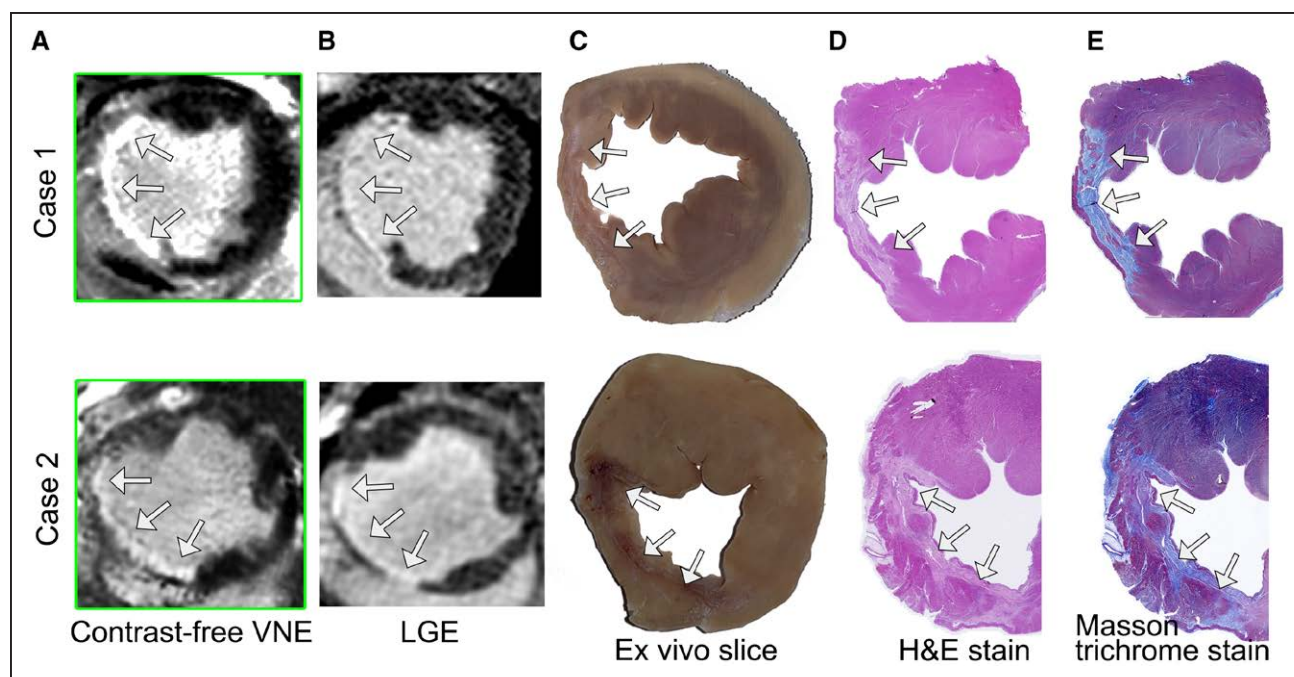 A
B
C
D
E
Case 1
Case 2
Contrast-free VNE
LGE
Ex vivo slice
H&E stain
Masson
trichrome stain